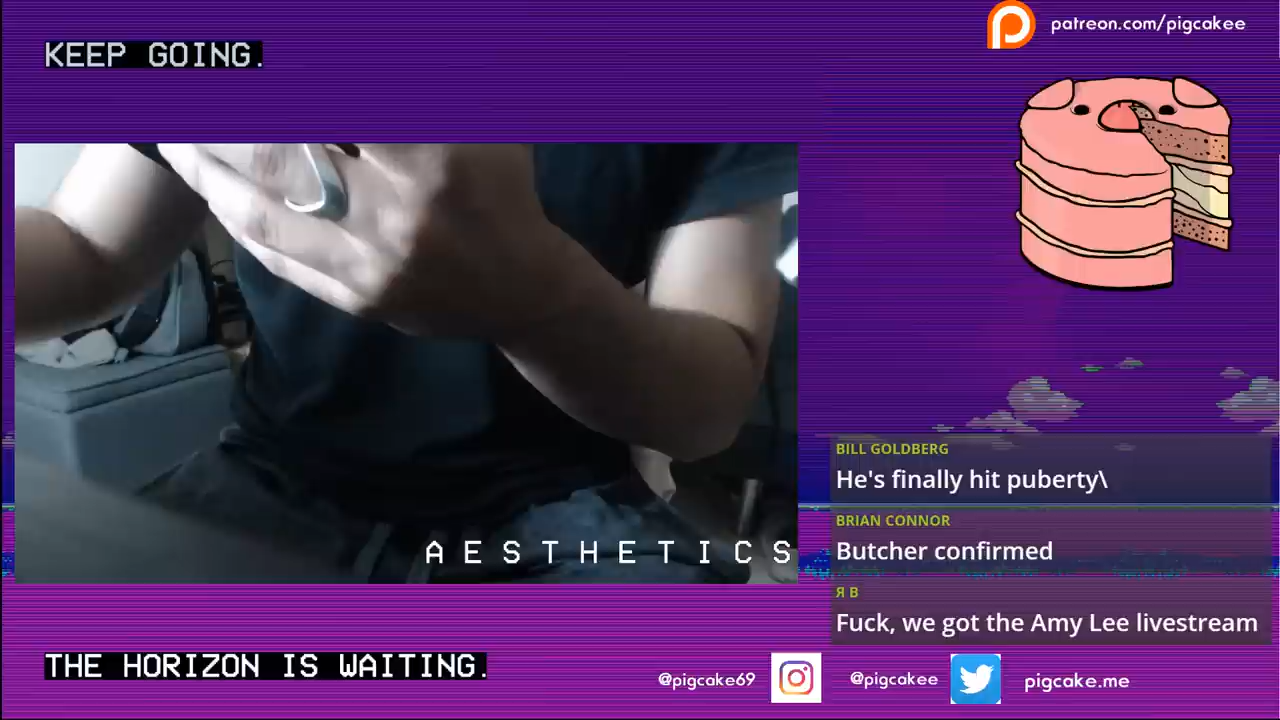 patreon.com/pigcakee
KEEP GOING.
BILL GOLDBERG
He's finally hit puberty\
BRIAN CONNOR
Butcher confirmed
A E S T H E T I C S
Я B
Fuck, we got the Amy Lee livestream
THE HORIZON IS WAITING.
@pigcake69
@pigcakee
pigcake.me